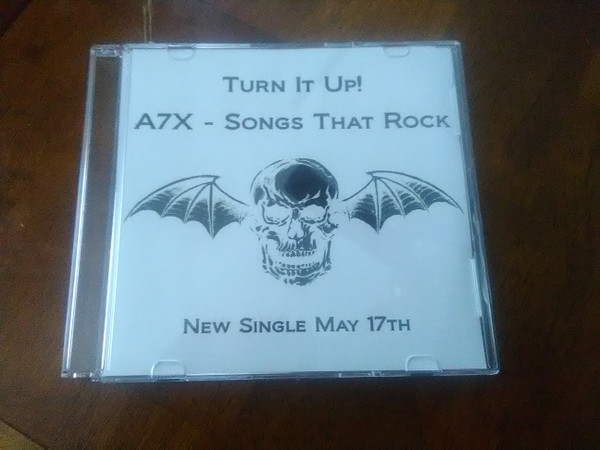 Turn It Up!
A7X - Songs That Rock
New Single May 17th